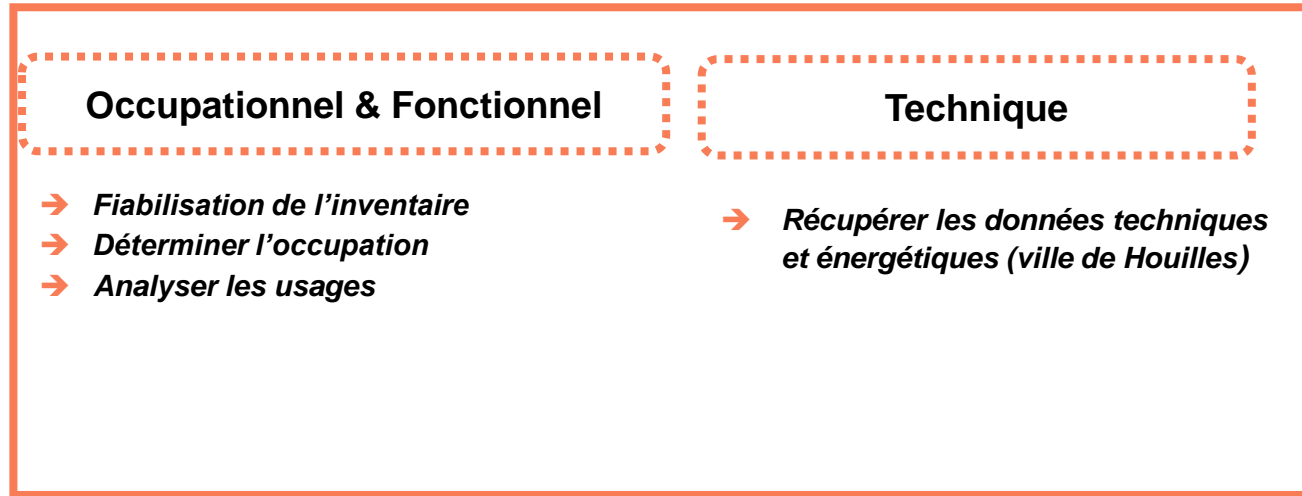 Occupationnel & Fonctionnel
➔ Fiabilisation de l’inventaire
➔ Déterminer l’occupation
➔ Analyser les usages
Technique
➔ Récupérer les données techniques
et énergétiques (ville de Houilles)